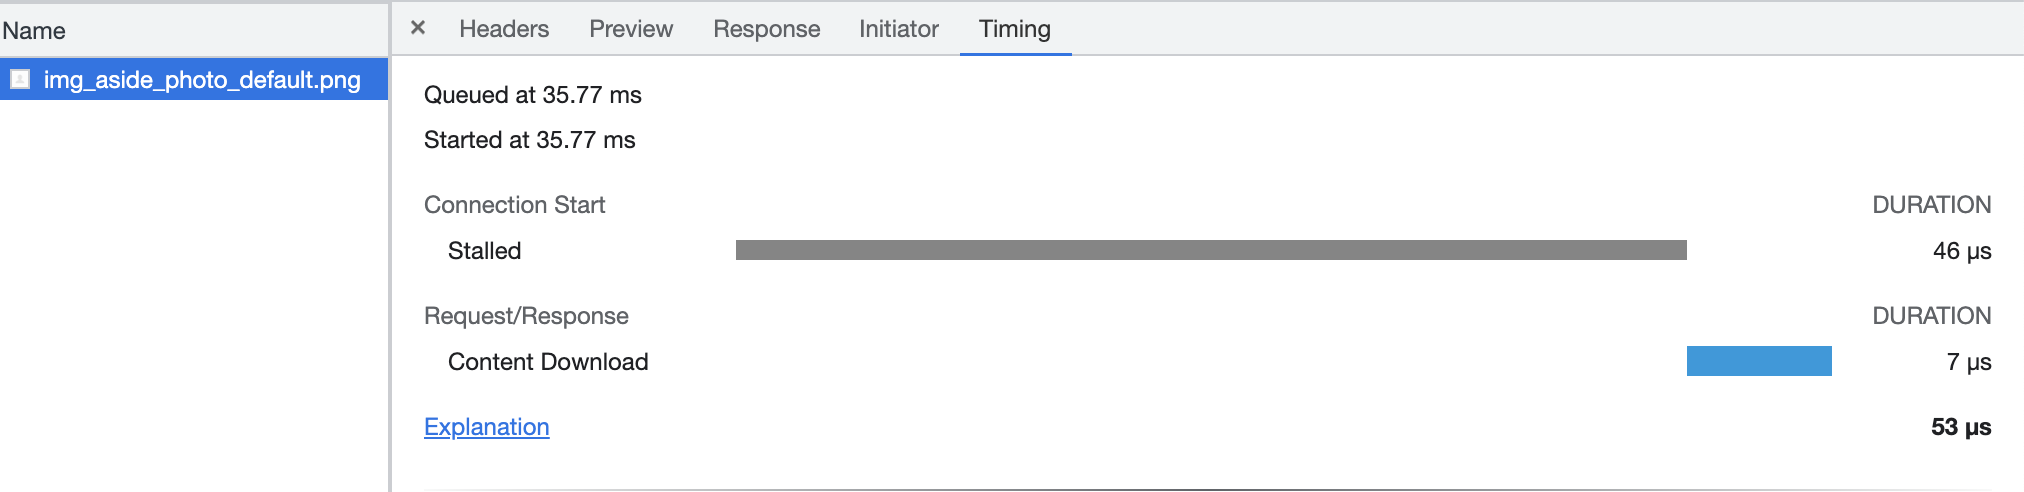 Name
img_aside_photo_default.png
× Headers Preview Response Initiator Timing
Queued at 35.77 ms
Started at 35.77 ms
Connection Start DURATION
Stalled 46 µs
Request/Response DURATION
Content Download 7 µs
Explanation 53 µs